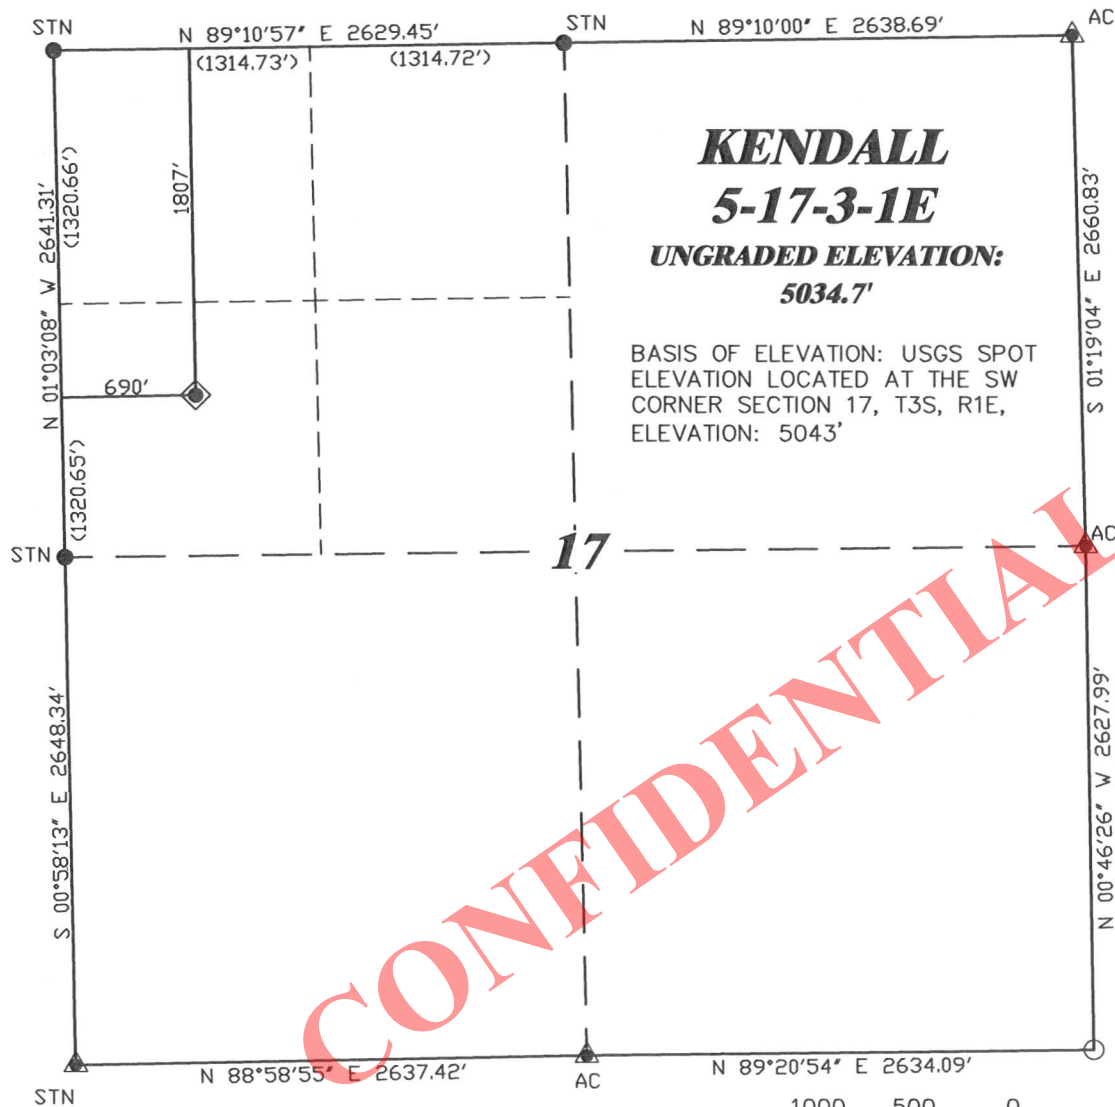 STN
N 89°10'57" E 2629.45'
STN
N 89°10'00" E 2638.69'
AC
(1314.73')
(1314.72')
KENDALL
5-17-3-1E
UNGRADED ELEVATION:
5034.7'
BASIS OF ELEVATION: USGS SPOT
ELEVATION LOCATED AT THE SW
CORNER SECTION 17, T3S, R1E,
ELEVATION: 5043'
N 01°03'08" W 2641.31'
(1320.66')
1807'
690'
(1320.65')
S 01°19'04" E 2660.83'
STN
17
AC
CONFIDENTIAL
S 00°58'13" E 2648.34'
N 00°46'26" W 2627.99'
N 88°58'55" E 2637.42'
N 89°20'54" E 2634.09'
STN
AC
1000 500 0